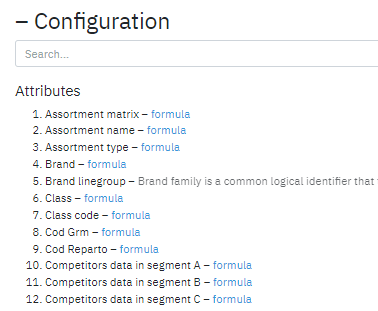 – Configuration
Search...
Attributes
1. Assortment matrix – formula
2. Assortment name – formula
3. Assortment type – formula
4. Brand – formula
5. Brand linegroup – Brand family is a common logical identifier that
6. Class – formula
7. Class code – formula
8. Cod Grm – formula
9. Cod Reparto – formula
10. Competitors data in segment A – formula
11. Competitors data in segment B – formula
12. Competitors data in segment C – formula